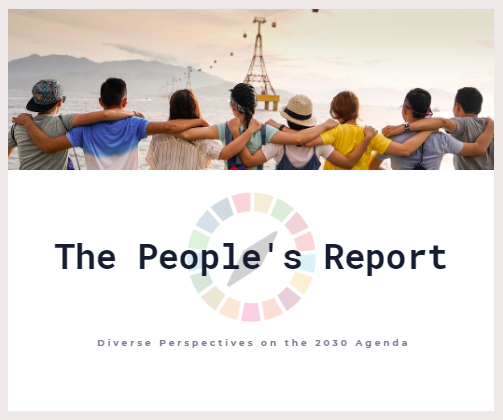 The People's Report
Diverse Perspectives on the 2030 Agenda